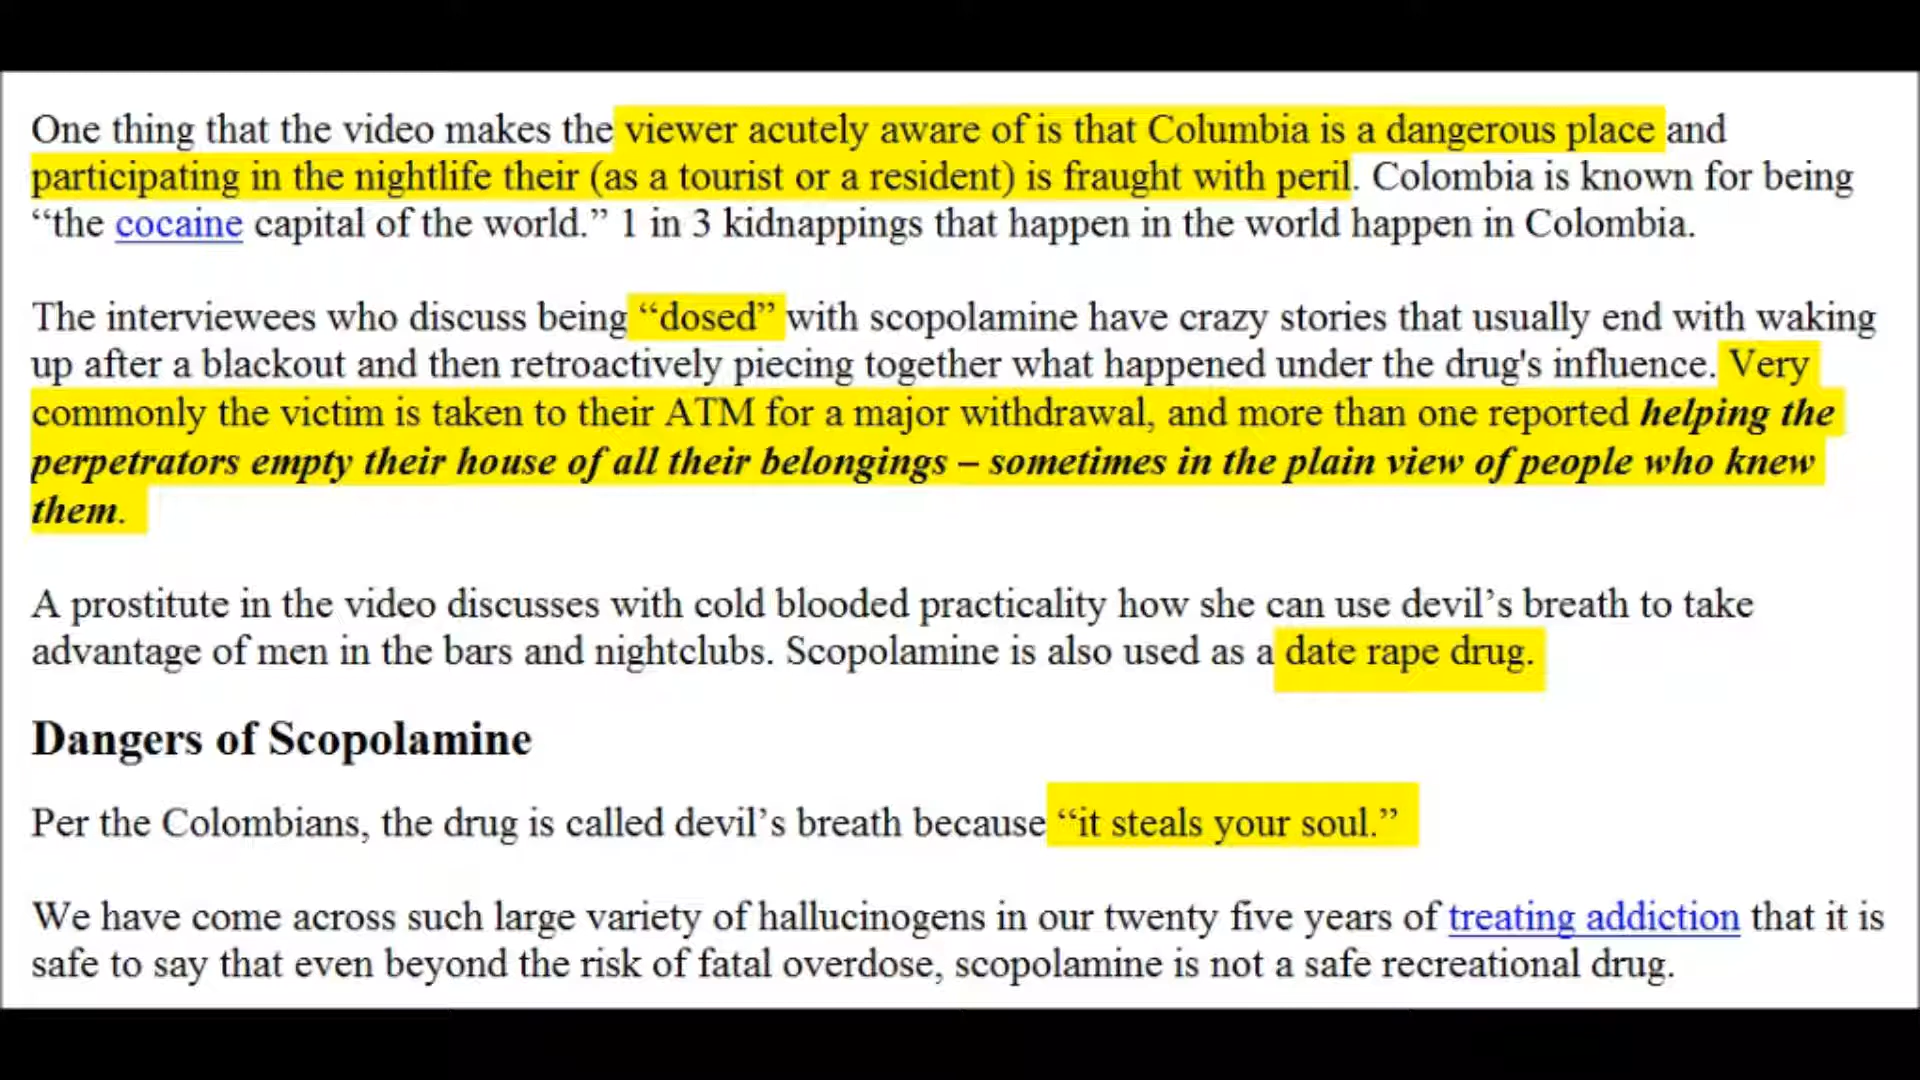 One thing that the video makes the viewer acutely aware of is that Columbia is a dangerous place and
participating in the nightlife their (as a tourist or a resident) is fraught with peril. Colombia is known for being
“the cocaine capital of the world.” 1 in 3 kidnappings that happen in the world happen in Colombia.
The interviewees who discuss being “dosed” with scopolamine have crazy stories that usually end with waking
up after a blackout and then retroactively piecing together what happened under the drug's influence. Very
commonly the victim is taken to their ATM for a major withdrawal, and more than one reported helping the
perpetrators empty their house of all their belongings – sometimes in the plain view of people who knew
them.
A prostitute in the video discusses with cold blooded practicality how she can use devil’s breath to take
advantage of men in the bars and nightclubs. Scopolamine is also used as a date rape drug.
Dangers of Scopolamine
Per the Colombians, the drug is called devil’s breath because “it steals your soul.”
We have come across such large variety of hallucinogens in our twenty five years of treating addiction that it is
safe to say that even beyond the risk of fatal overdose, scopolamine is not a safe recreational drug.